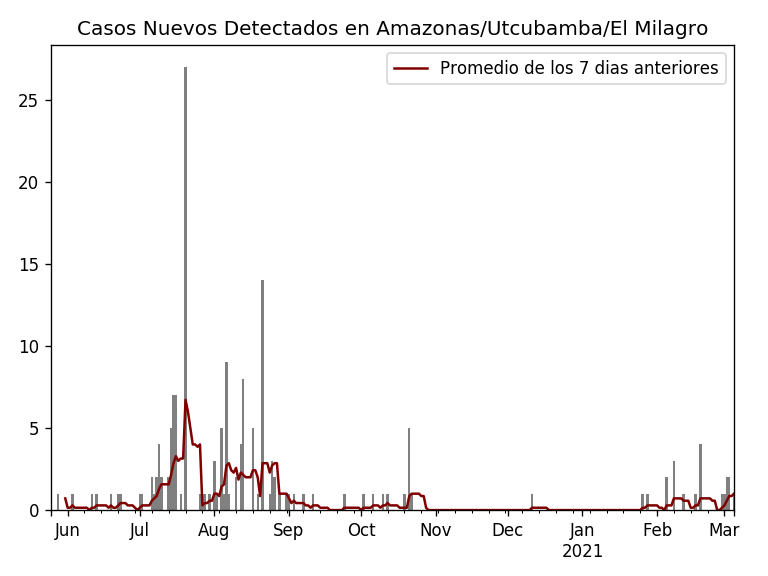 Casos Nuevos Detectados en Amazonas/Utcubamba/El Milagro
Promedio de los 7 dias anteriores
25
20
15
10
5
0
Jun Jul Aug Sep Oct Nov Dec Jan Feb Mar
2021